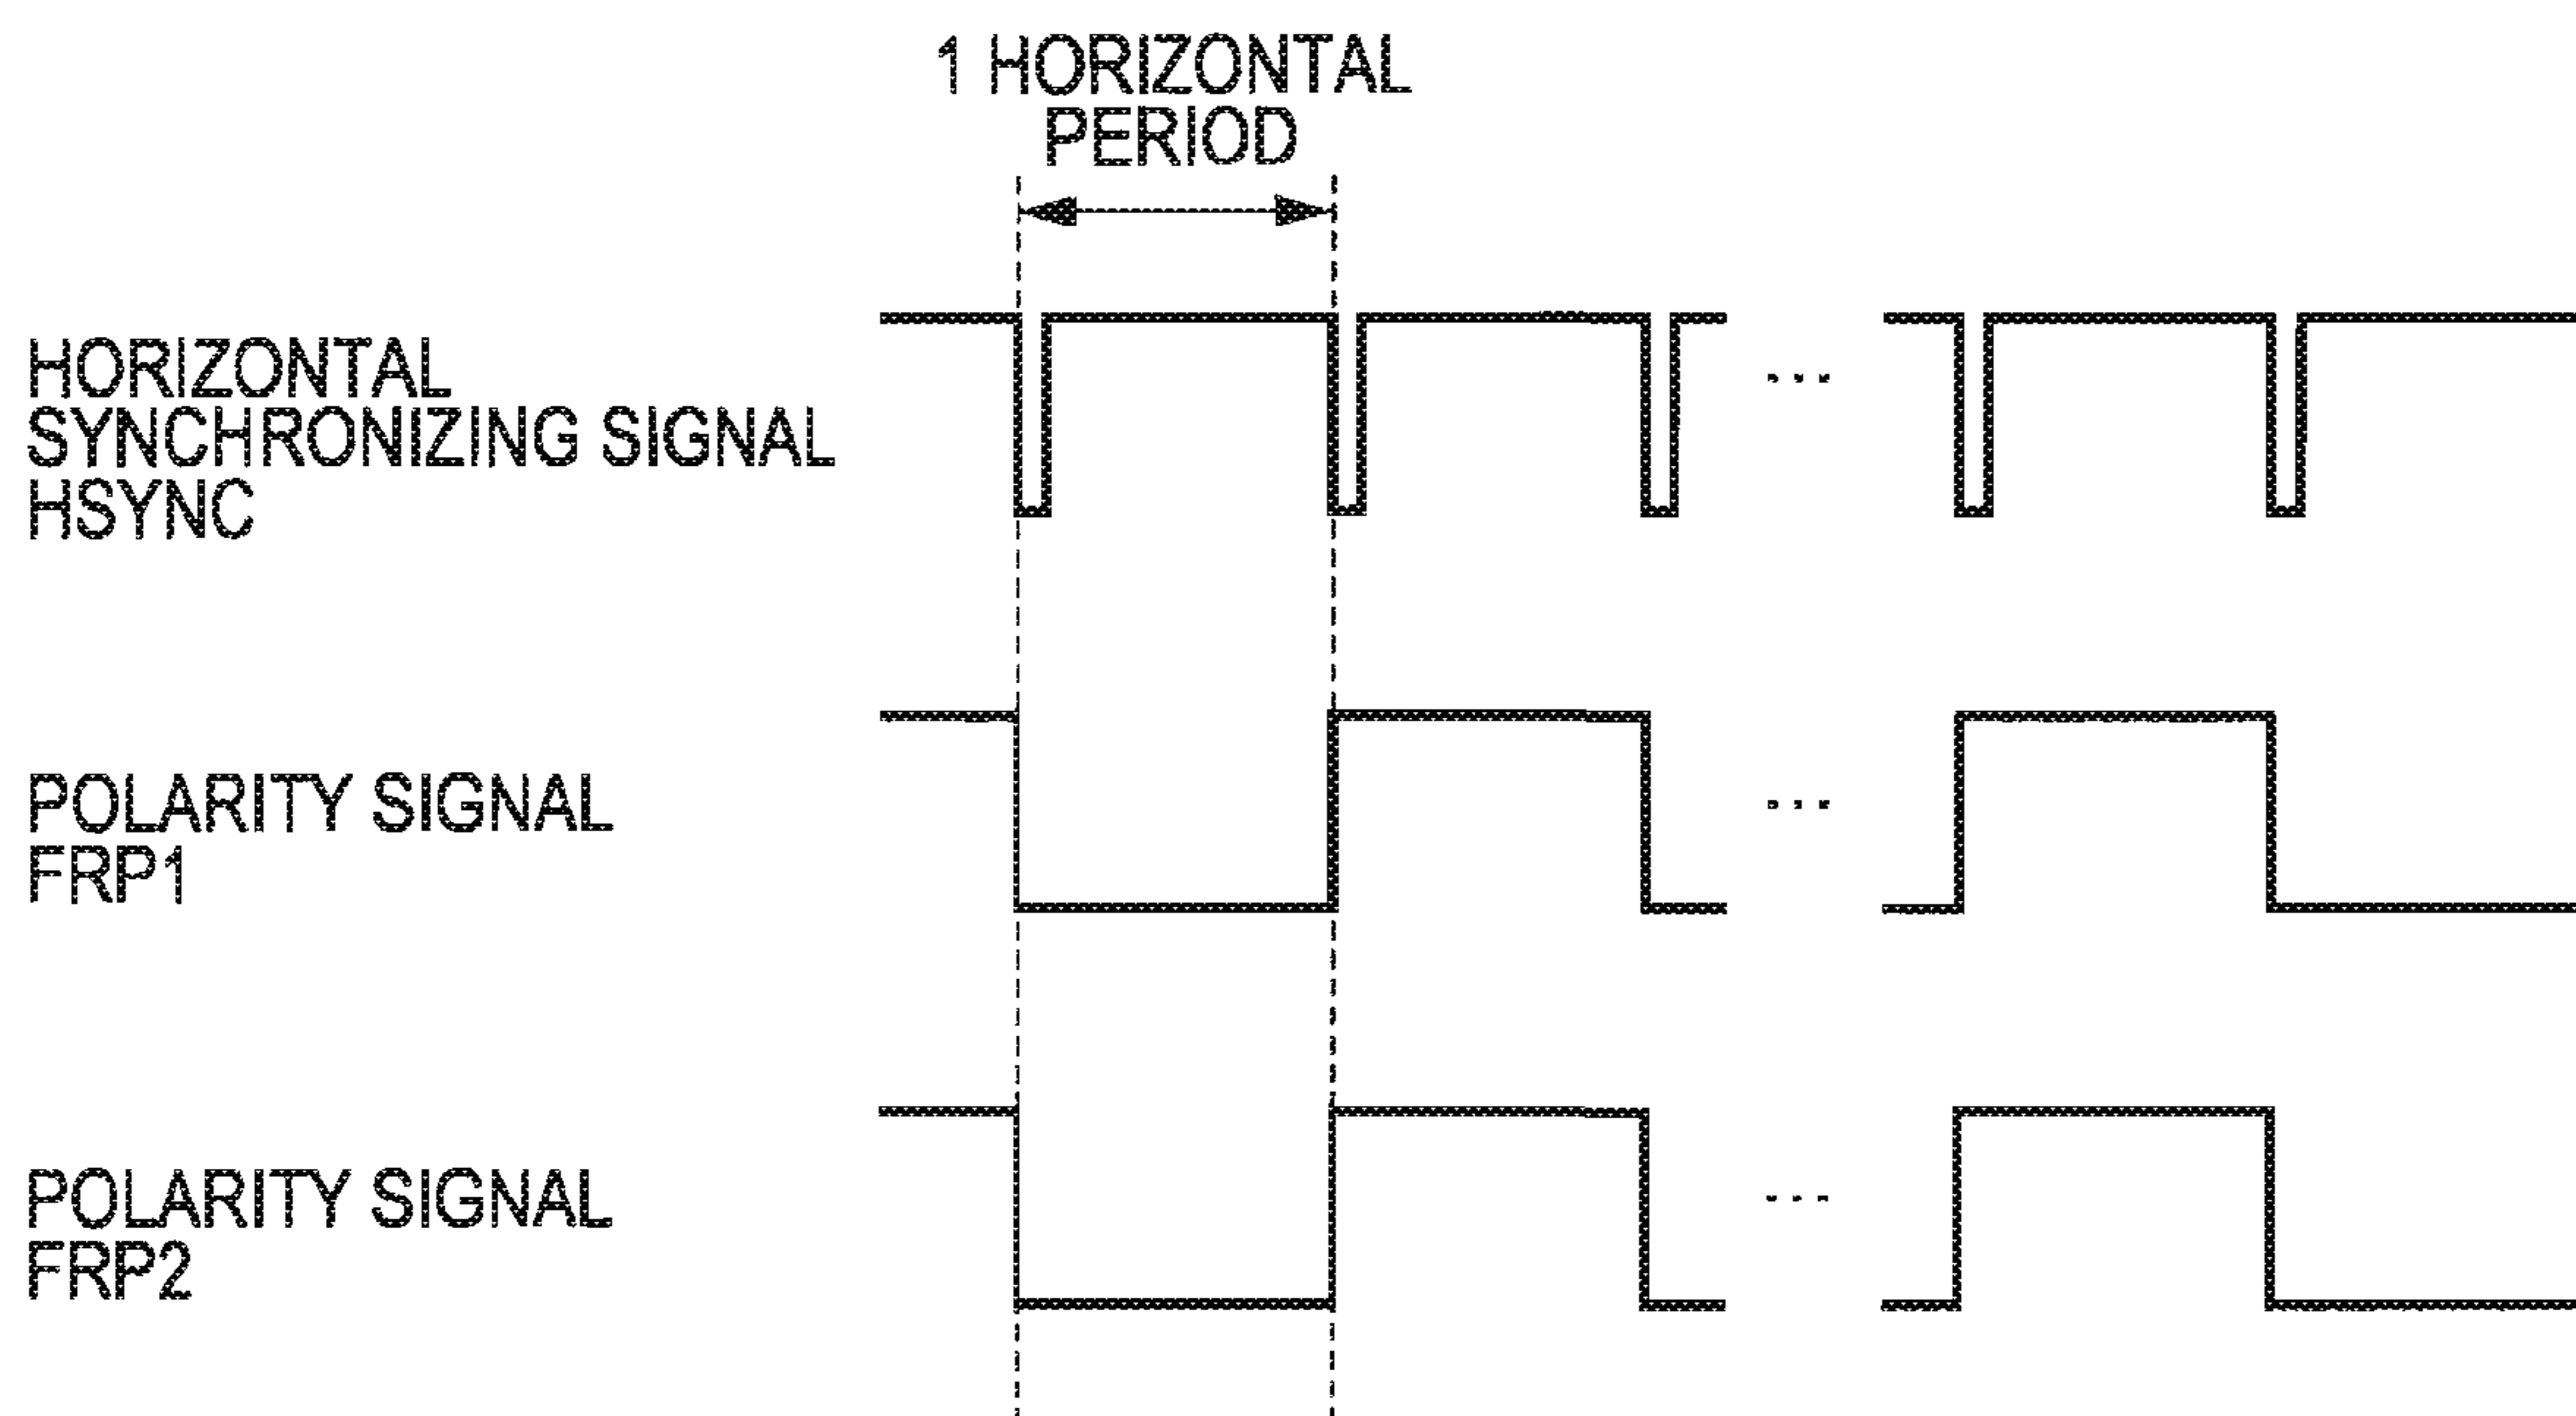 1 HORIZONTAL
PERIOD
HORIZONTAL
SYNCHRONIZING SIGNAL
HSYNC
...
POLARITY SIGNAL
FRP1
...
POLARITY SIGNAL
FRP2
...